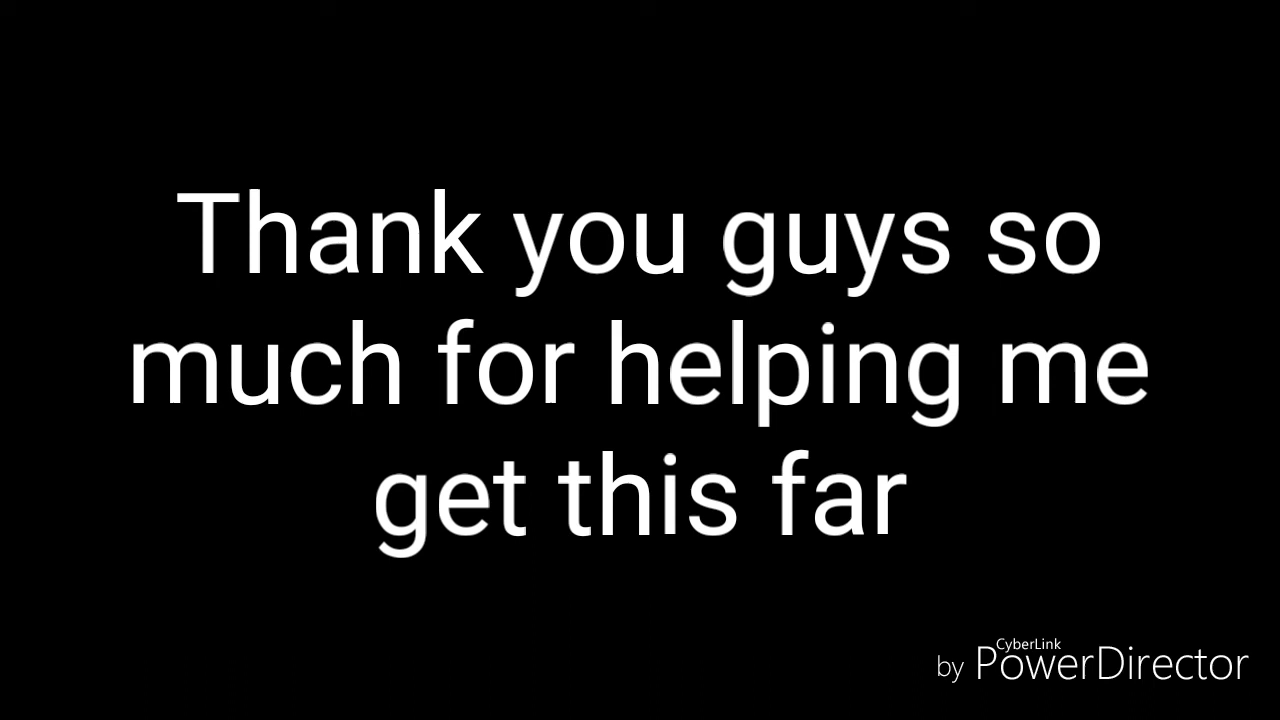 Thank you guys so
much for helping me
get this far
CyberLink
by PowerDirector